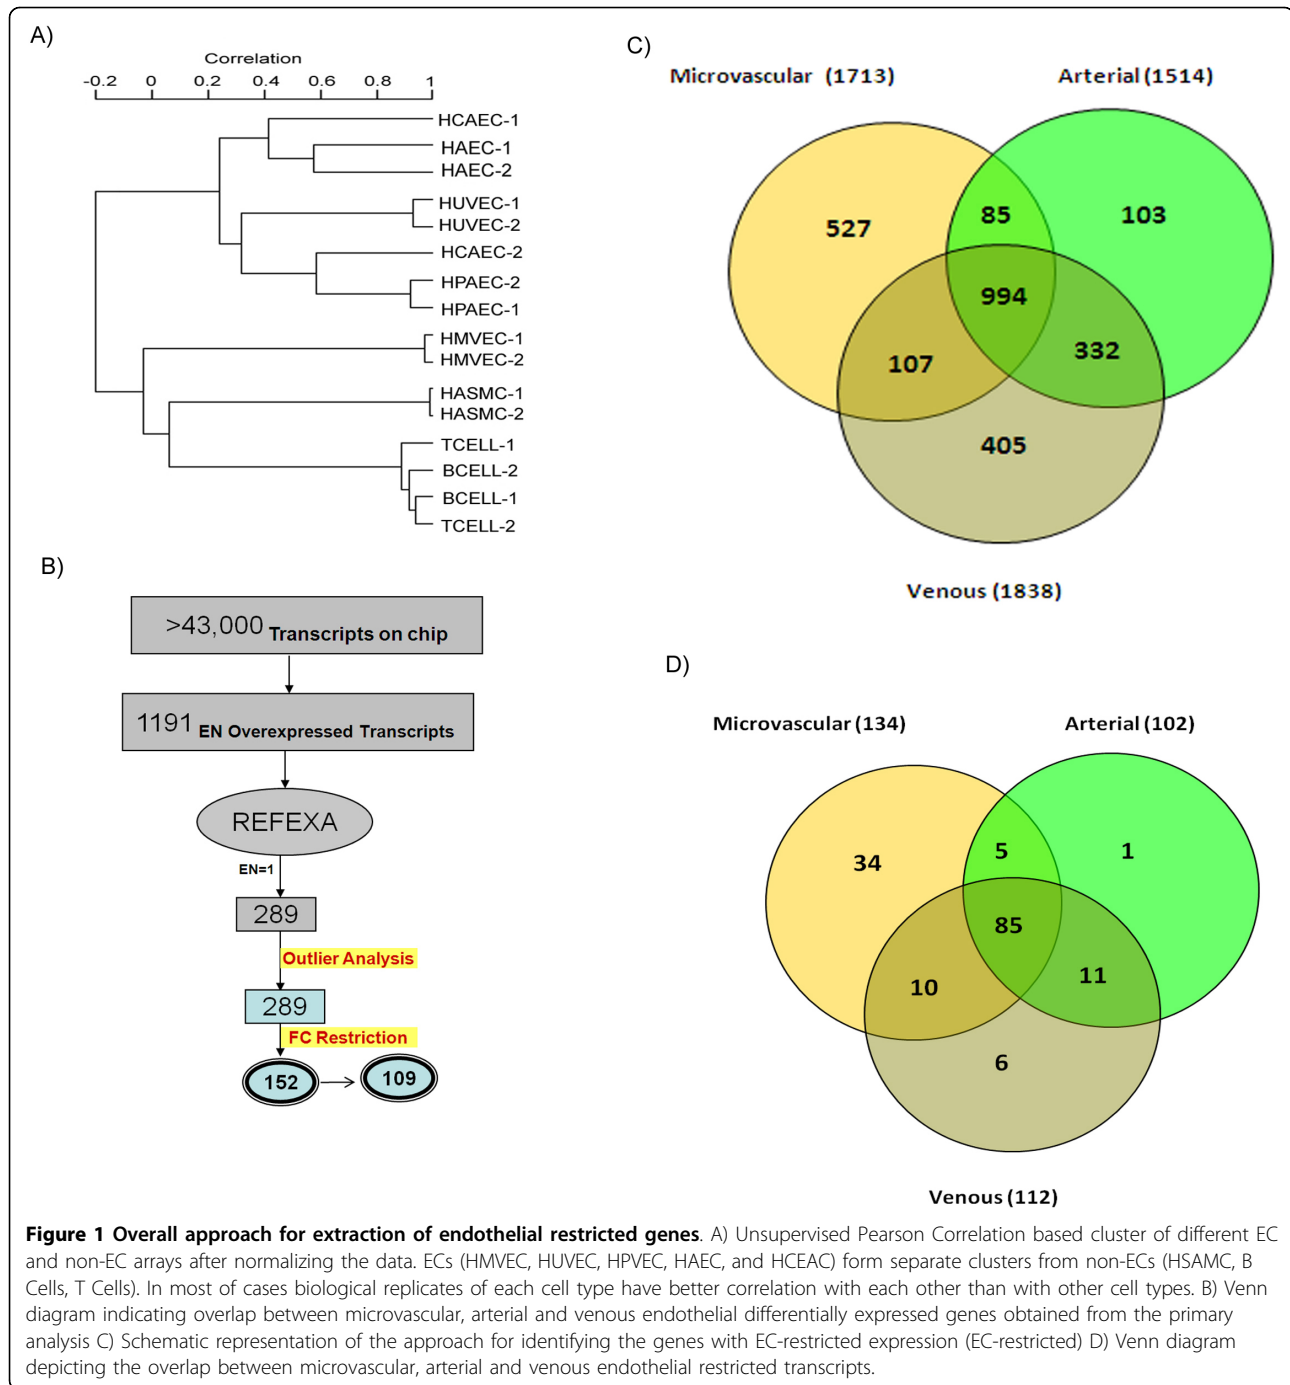 A)
Correlation
-0.2 0 0.2 0.4 0.6 0.8 1
HCAEC-1
HAEC-1
HAEC-2
HUVEC-1
HUVEC-2
HCAEC-2
HPAEC-2
HPAEC-1
HMVEC-1
HMVEC-2
HASMC-1
HASMC-2
TCELL-1
BCELL-2
BCELL-1
TCELL-2
B)
>43,000 Transcripts on chip
1191 EN Overexpressed Transcripts
REFEXA
EN=1
289
Outlier Analysis
289
FC Restriction
152 109
C)
Microvascular (1713) Arterial (1514)
527 85 103
994
107 332
405
Venous (1838)
D)
Microvascular (134) Arterial (102)
34 5 1
85
10 11
6
Venous (112)
Figure 1 Overall approach for extraction of endothelial restricted genes. A) Unsupervised Pearson Correlation based cluster of different EC
and non-EC arrays after normalizing the data. ECs (HMVEC, HUVEC, HPVEC, HAEC, and HCEAC) form separate clusters from non-ECs (HSAMC, B
Cells, T Cells). In most of cases biological replicates of each cell type have better correlation with each other than with other cell types. B) Venn
diagram indicating overlap between microvascular, arterial and venous endothelial differentially expressed genes obtained from the primary
analysis C) Schematic representation of the approach for identifying the genes with EC-restricted expression (EC-restricted) D) Venn diagram
depicting the overlap between microvascular, arterial and venous endothelial restricted transcripts.